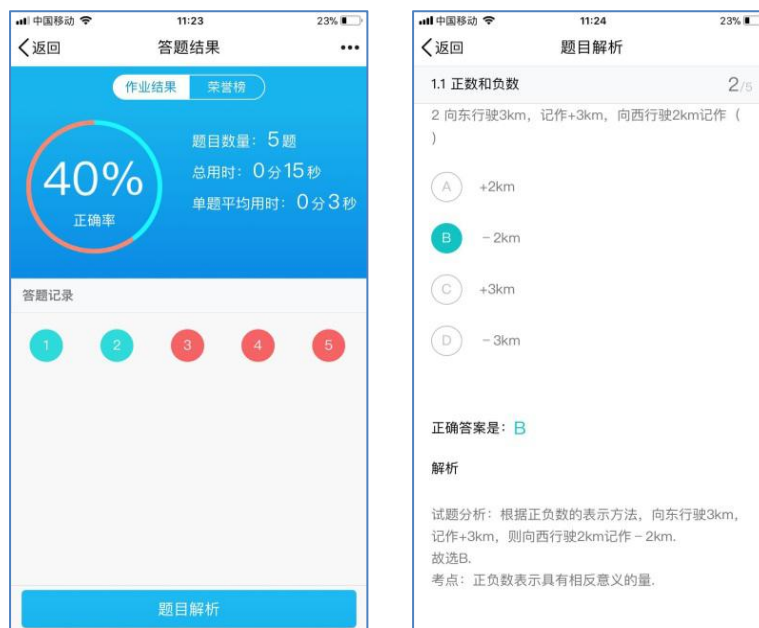 中国移动 11:23 23%
返回 答题结果
作业结果 荣誉榜
40%
正确率
题目数量：5题
总用时：0分15秒
单题平均用时：0分3秒
答题记录
1 2 3 4 5
题目解析
中国移动 11:24 23%
返回 题目解析
1.1 正数和负数 2/5
2 向东行驶3km，记作+3km，向西行驶2km记作（
）
A +2km
B －2km
C +3km
D －3km
正确答案是：B
解析
试题分析：根据正负数的表示方法，向东行驶3km，
记作+3km，则向西行驶2km记作－2km.
故选B.
考点：正负数表示具有相反意义的量.